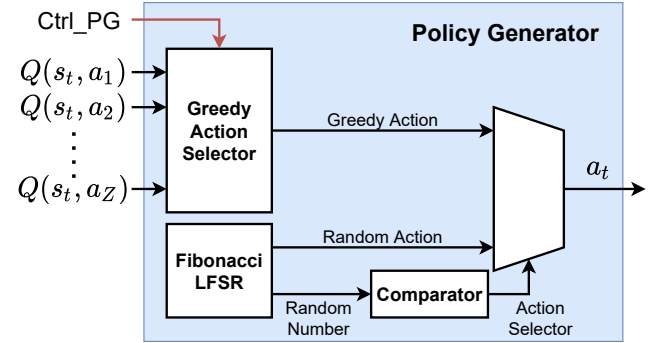 Ctrl_PG
Policy Generator
Q(s_t, a_1)
Q(s_t, a_2)
Q(s_t, a_Z)
Greedy
Action
Selector
Greedy Action
a_t
Fibonacci
LFSR
Random Action
Random
Number
Comparator
Action
Selector